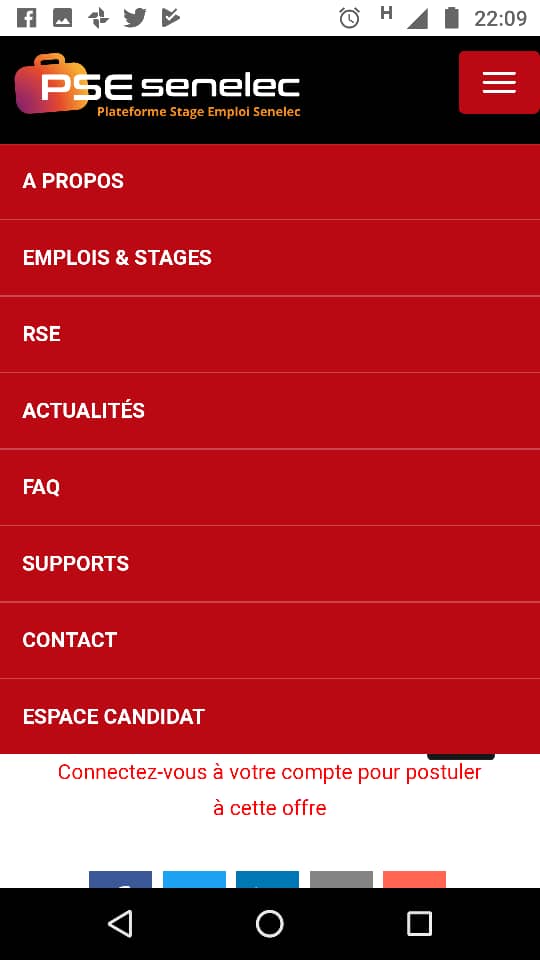 H 22:09
PSE senelec
Plateforme Stage Emploi Senelec
A PROPOS
EMPLOIS & STAGES
RSE
ACTUALITÉS
FAQ
SUPPORTS
CONTACT
ESPACE CANDIDAT
Connectez-vous à votre compte pour postuler
à cette offre